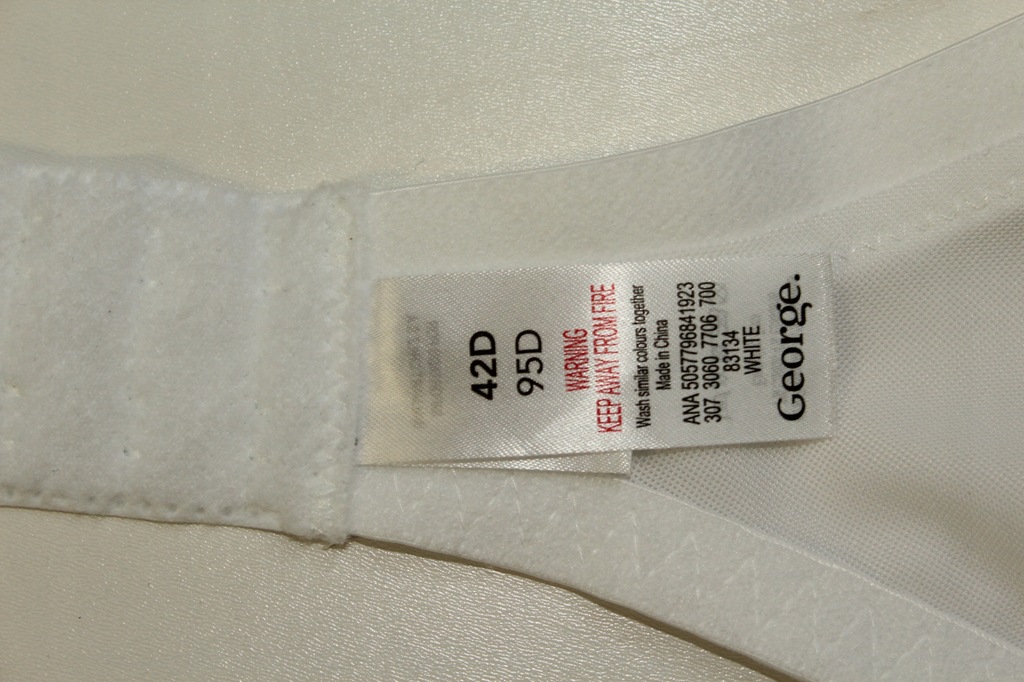 42D
95D
WARNING
KEEP AWAY FROM FIRE
Wash similar colours together
Made in China
ANA 5057796841923
307 3060 7706 700
83134
WHITE
George.